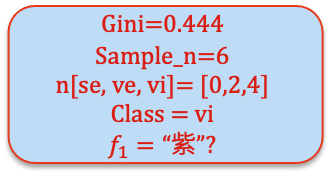 Gini=0.444
Sample_n=6
n[se, ve, vi]= [0,2,4]
Class = vi
f₁ = “紫”?